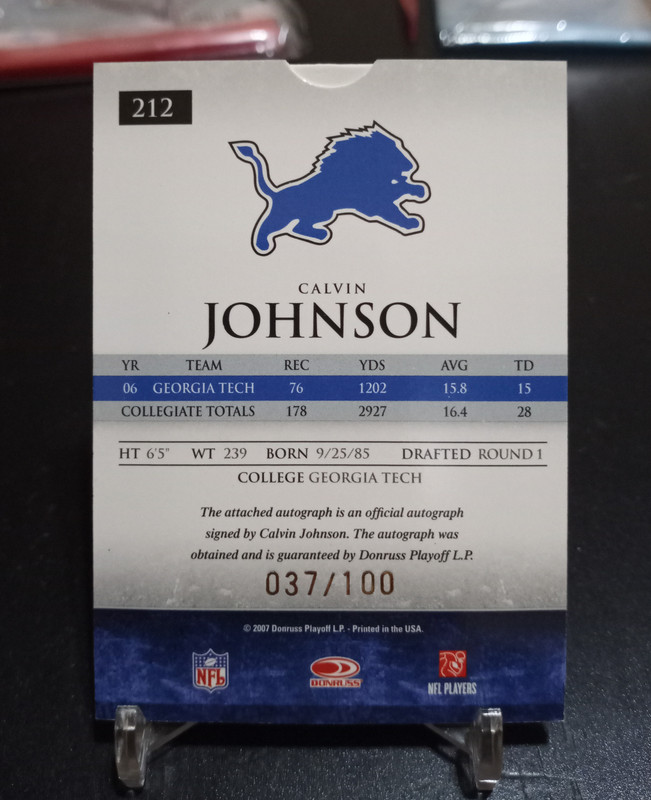 212
CALVIN
JOHNSON
YR TEAM REC YDS AVG TD
06 GEORGIA TECH 76 1202 15.8 15
COLLEGIATE TOTALS 178 2927 16.4 28
HT 6'5" WT 239 BORN 9/25/85 DRAFTED ROUND 1
COLLEGE GEORGIA TECH
The attached autograph is an official autograph
signed by Calvin Johnson. The autograph was
obtained and is guaranteed by Donruss Playoff L.P.
037/100
© 2007 Donruss Playoff L.P. - Printed in the USA.
NFL DONRUSS NFL PLAYERS